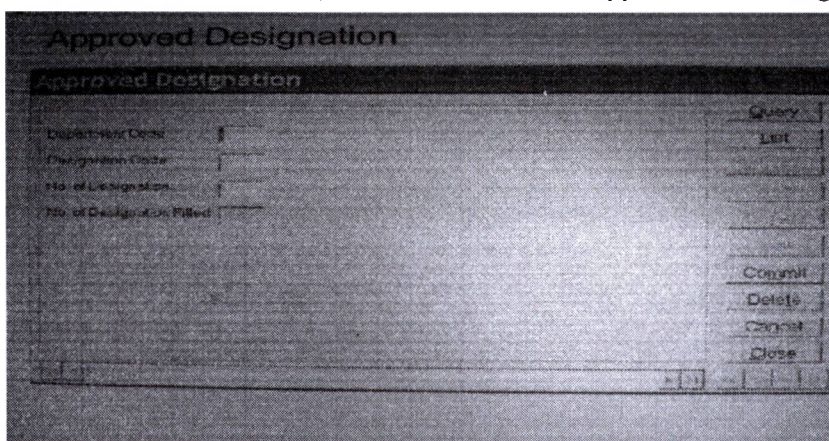 Approved Designation
Approved Designation
Query
Department Code
List
Designation Code
No. of Designation
No. of Designation Filled
Commit
Delete
Cancel
Close